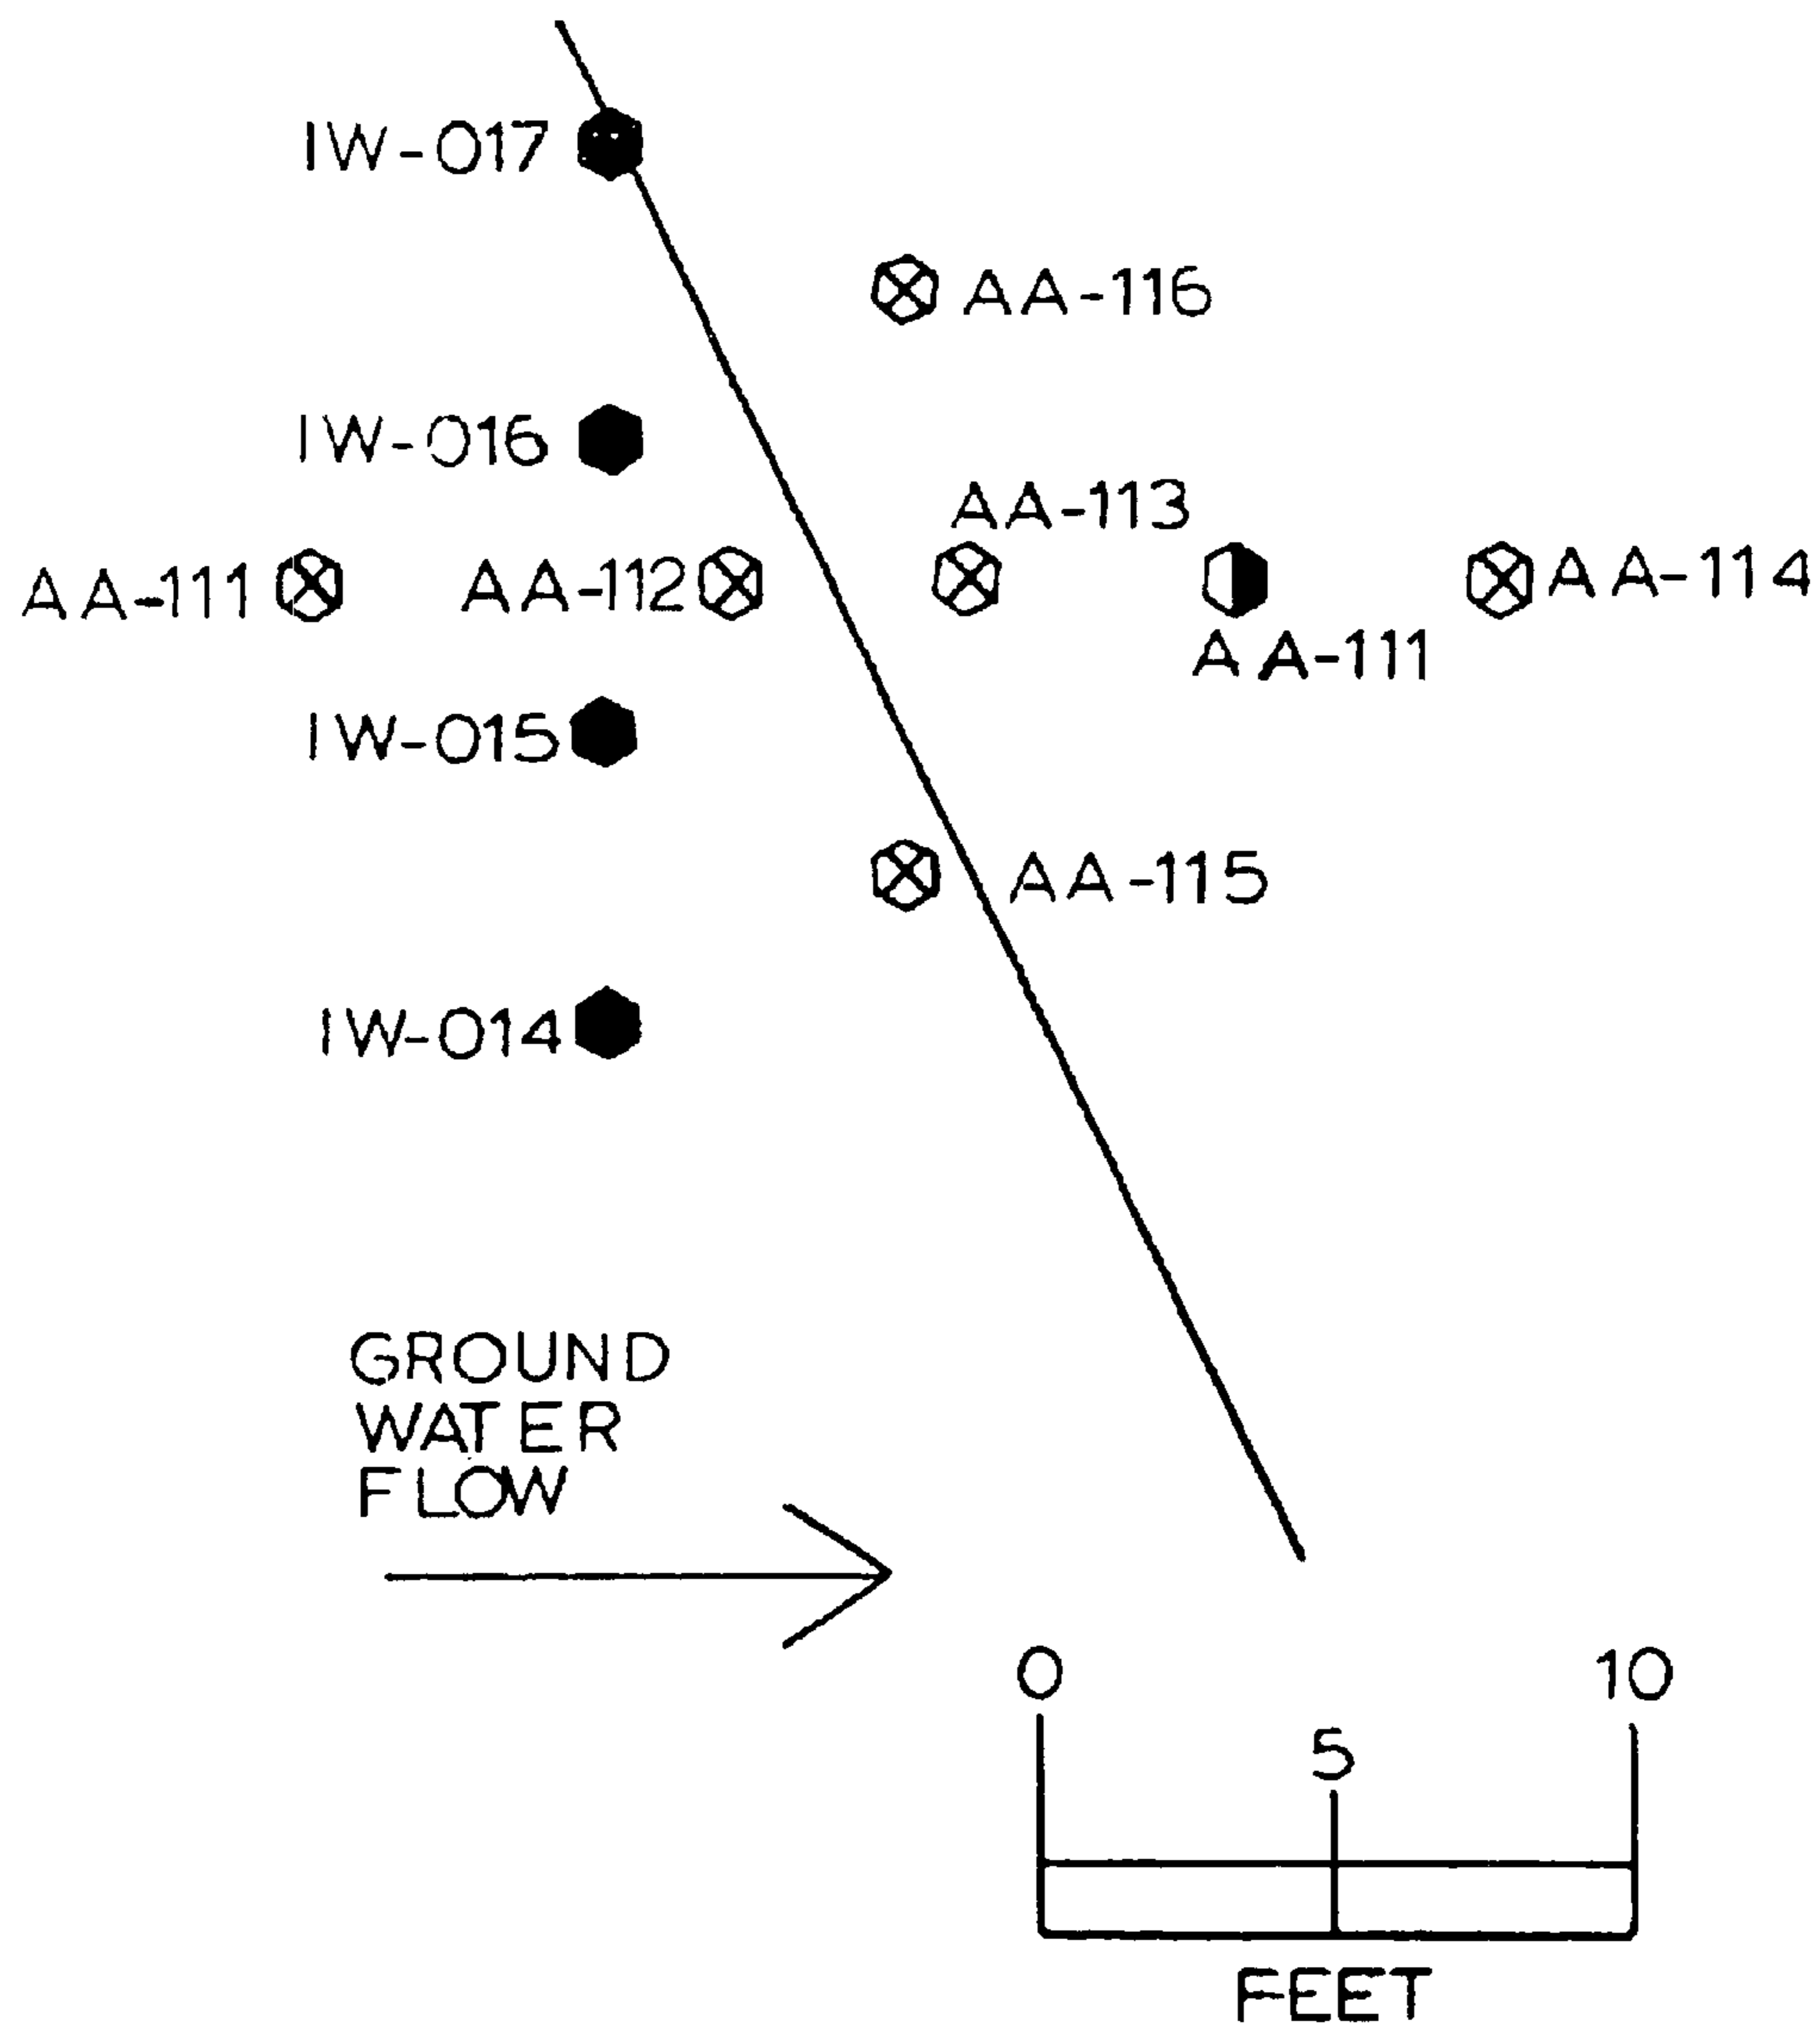 IW-017
AA-116
IW-016
AA-113
AA-111
AA-112
AA-114
AA-111
IW-015
AA-115
IW-014
GROUND
WATER
FLOW
0
10
5
FEET